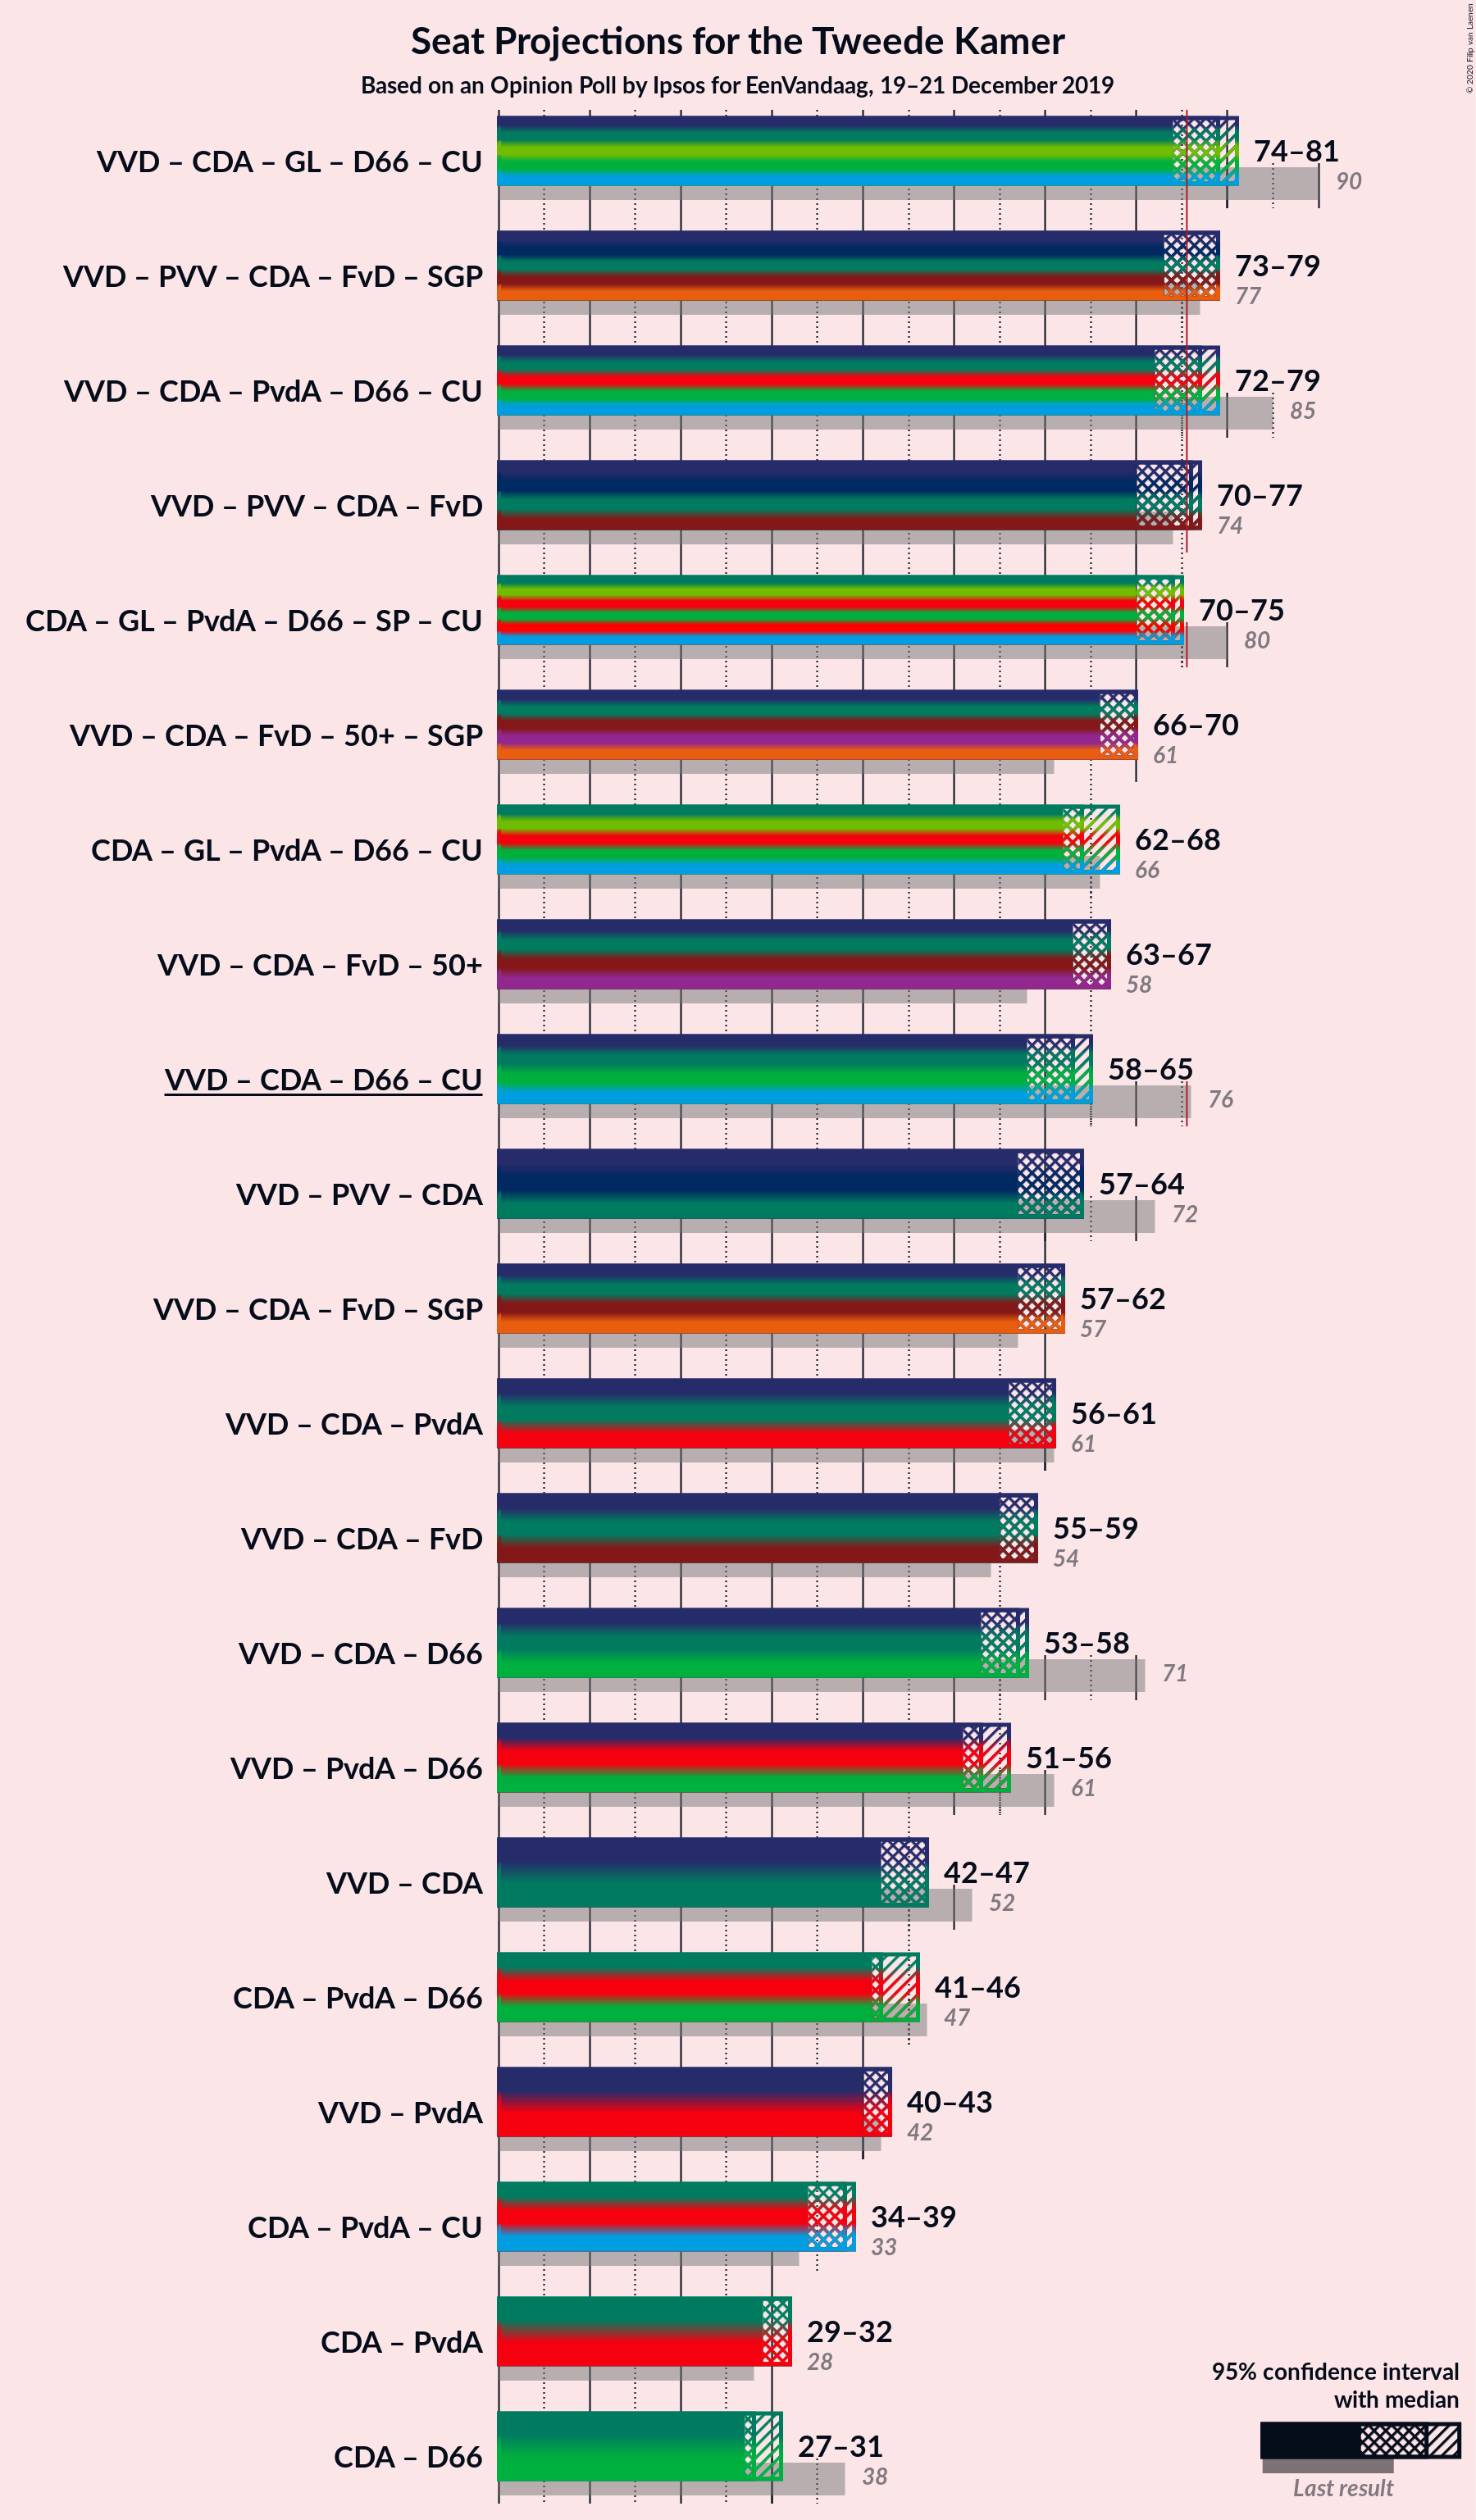 Seat Projections for the Tweede Kamer
Based on an Opinion Poll by Ipsos for EenVandaag, 19–21 December 2019
© 2020 Filip van Laenen
VVD – CDA – GL – D66 – CU
74–81
90
VVD – PVV – CDA – FvD – SGP
73–79
77
VVD – CDA – PvdA – D66 – CU
72–79
85
VVD – PVV – CDA – FvD
70–77
74
CDA – GL – PvdA – D66 – SP – CU
70–75
80
VVD – CDA – FvD – 50+ – SGP
66–70
61
CDA – GL – PvdA – D66 – CU
62–68
66
VVD – CDA – FvD – 50+
63–67
58
VVD – CDA – D66 – CU
58–65
76
VVD – PVV – CDA
57–64
72
VVD – CDA – FvD – SGP
57–62
57
VVD – CDA – PvdA
56–61
61
VVD – CDA – FvD
55–59
54
VVD – CDA – D66
53–58
71
VVD – PvdA – D66
51–56
61
VVD – CDA
42–47
52
CDA – PvdA – D66
41–46
47
VVD – PvdA
40–43
42
CDA – PvdA – CU
34–39
33
CDA – PvdA
29–32
28
CDA – D66
27–31
38
95% confidence interval
with median
Last result